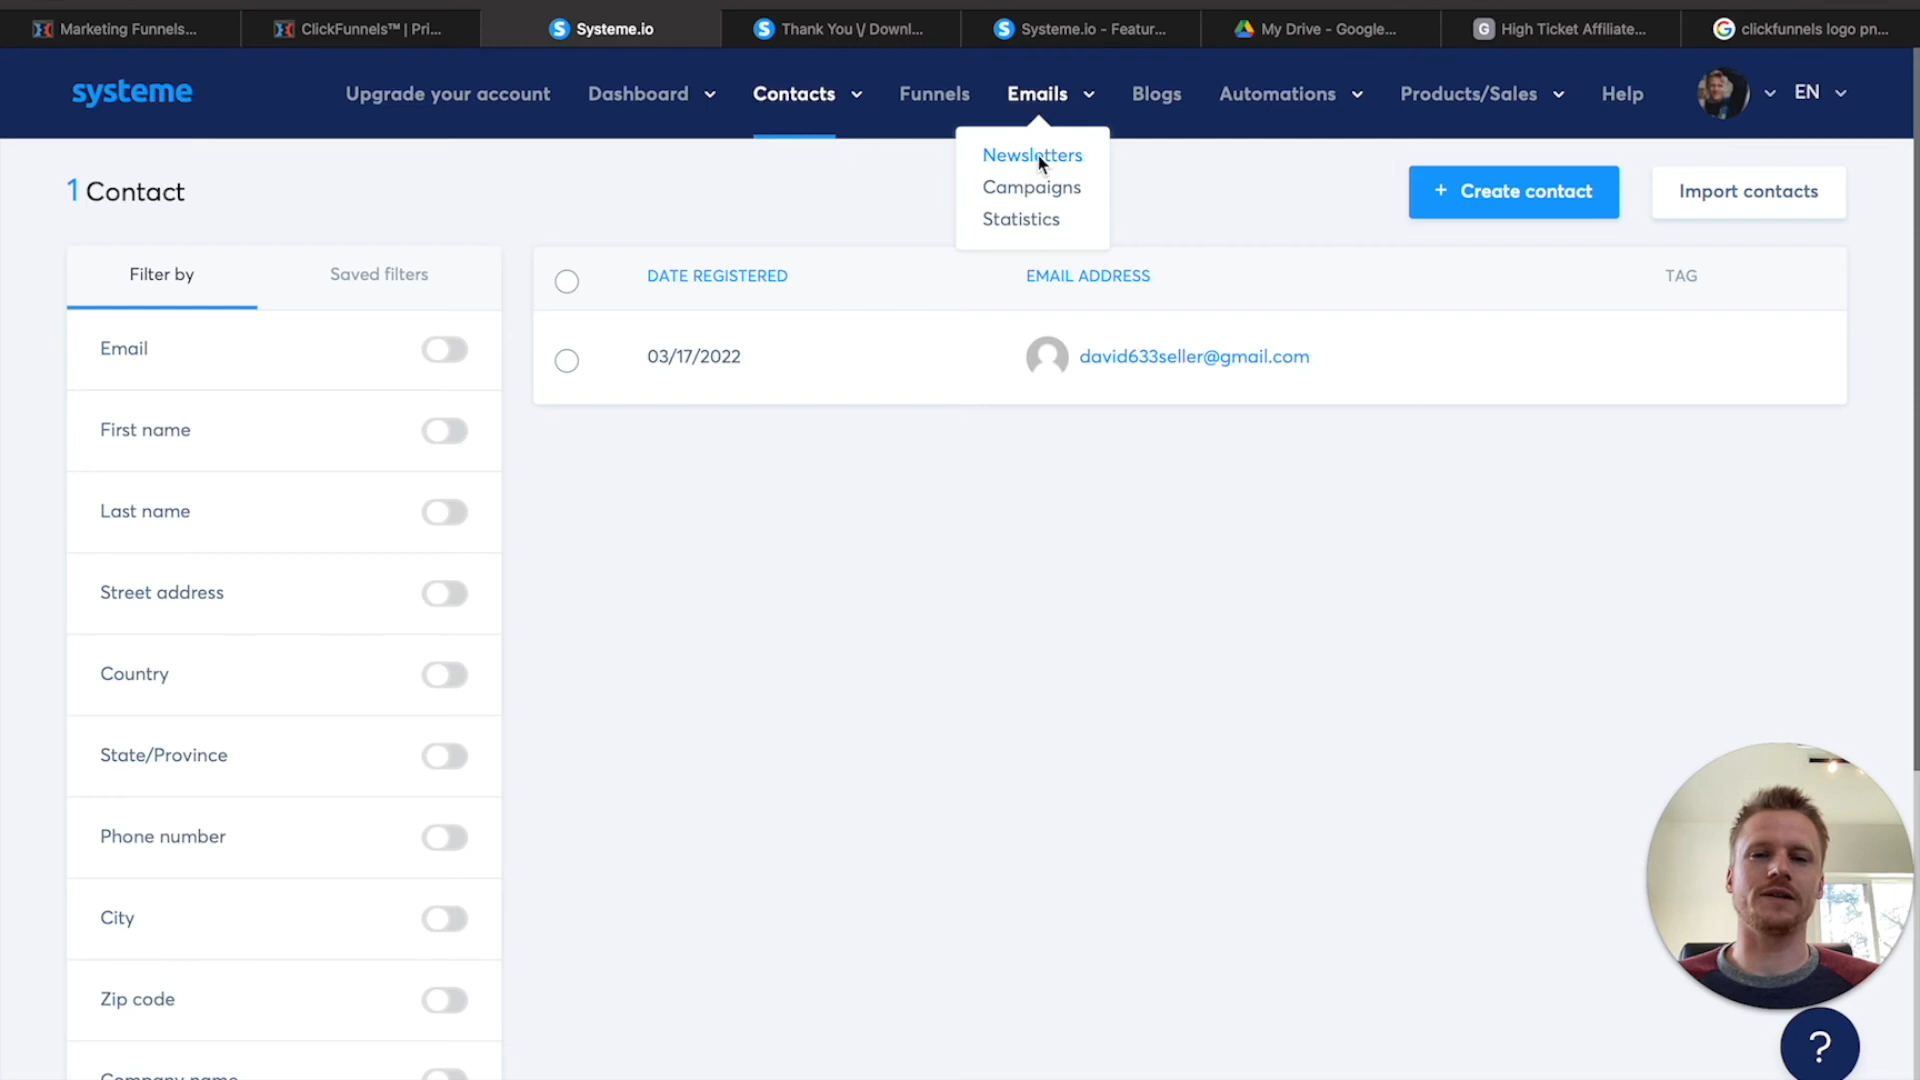 Marketing Funnels...
ClickFunnels™ | Pri...
Systeme.io
Thank You \/ Downl...
Systeme.io - Featur...
My Drive - Google...
High Ticket Affiliate...
clickfunnels logo pn...
systeme
Upgrade your account
Dashboard
Contacts
Funnels
Emails
Blogs
Automations
Products/Sales
Help
EN
Newsletters
Campaigns
Statistics
1 Contact
+ Create contact
Import contacts
Filter by
Saved filters
DATE REGISTERED
EMAIL ADDRESS
TAG
03/17/2022
david633seller@gmail.com
Email
First name
Last name
Street address
Country
State/Province
Phone number
City
Zip code
Company name
?